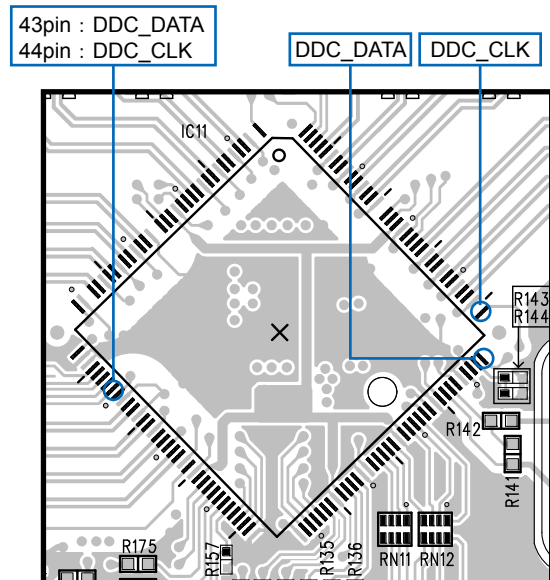 43pin : DDC_DATA
44pin : DDC_CLK
DDC_DATA
DDC_CLK
IC11
R143
R144
R142
R141
R175
R157
R135
R136
RN11
RN12